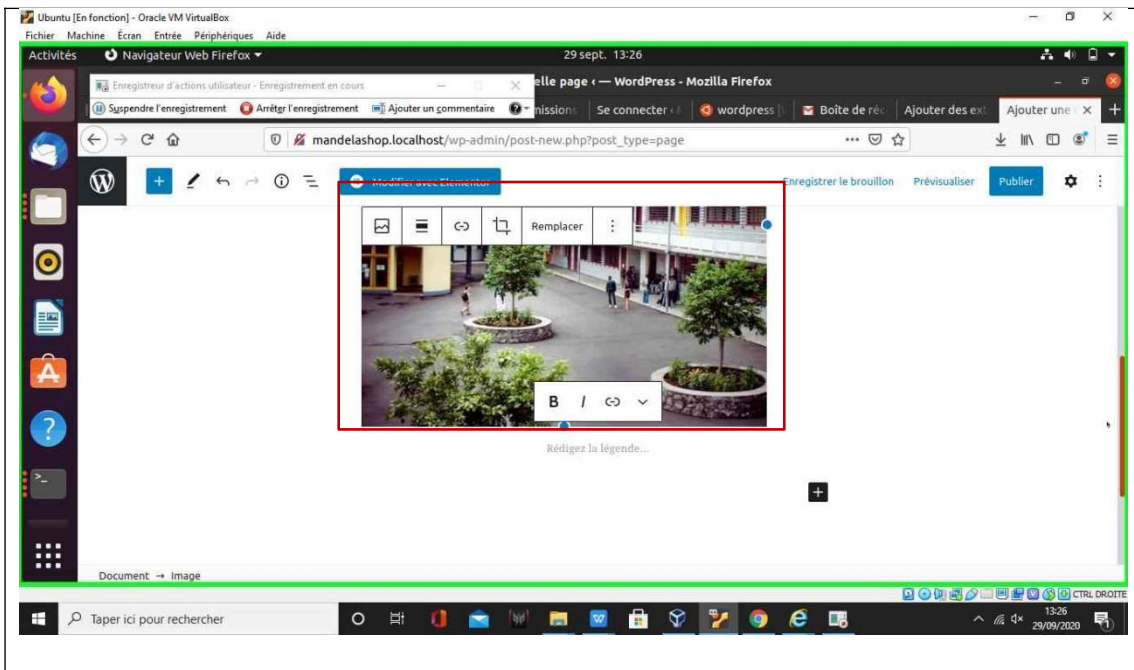 Ubuntu [En fonction] - Oracle VM VirtualBox
Fichier Machine Écran Entrée Périphériques Aide
Activités Navigateur Web Firefox 29 sept. 13:26
Enregistreur d'actions utilisateur - Enregistrement en cours
elle page ‹ — WordPress - Mozilla Firefox
Suspendre l'enregistrement Arrêter l'enregistrement Ajouter un commentaire
missions Se connecter ‹ wordpress Boîte de réc Ajouter des ext Ajouter une
mandelashop.localhost/wp-admin/post-new.php?post_type=page
Modifier avec Elementor Enregistrer le brouillon Prévisualiser Publier
Remplacer
B I
Rédigez la légende...
Document → Image
CTRL DROITE
Taper ici pour rechercher
13:26
29/09/2020